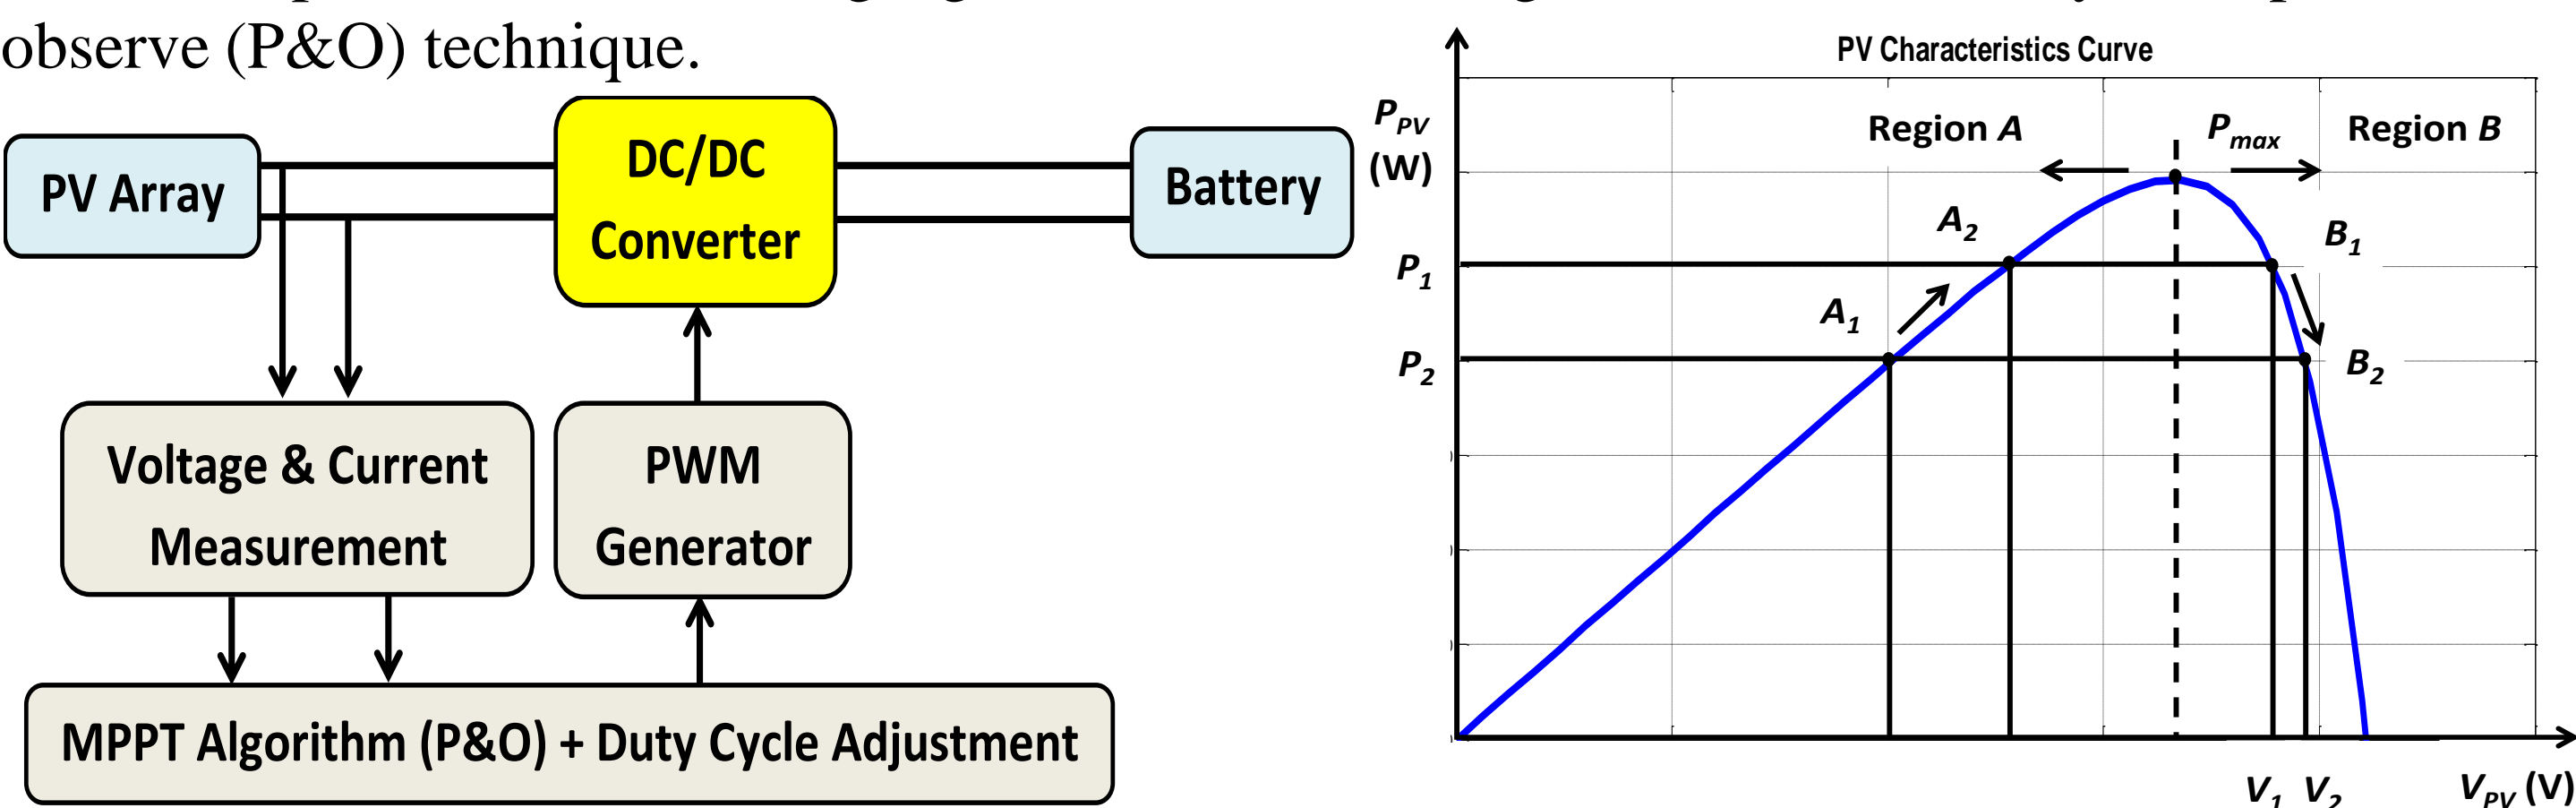 observe (P&O) technique.
PV Array
DC/DC
Converter
Battery
Voltage & Current
Measurement
PWM
Generator
MPPT Algorithm (P&O) + Duty Cycle Adjustment
PV Characteristics Curve
P_PV
(W)
Region A
P_max
Region B
A_2
B_1
P_1
A_1
P_2
B_2
V_1 V_2 V_PV (V)